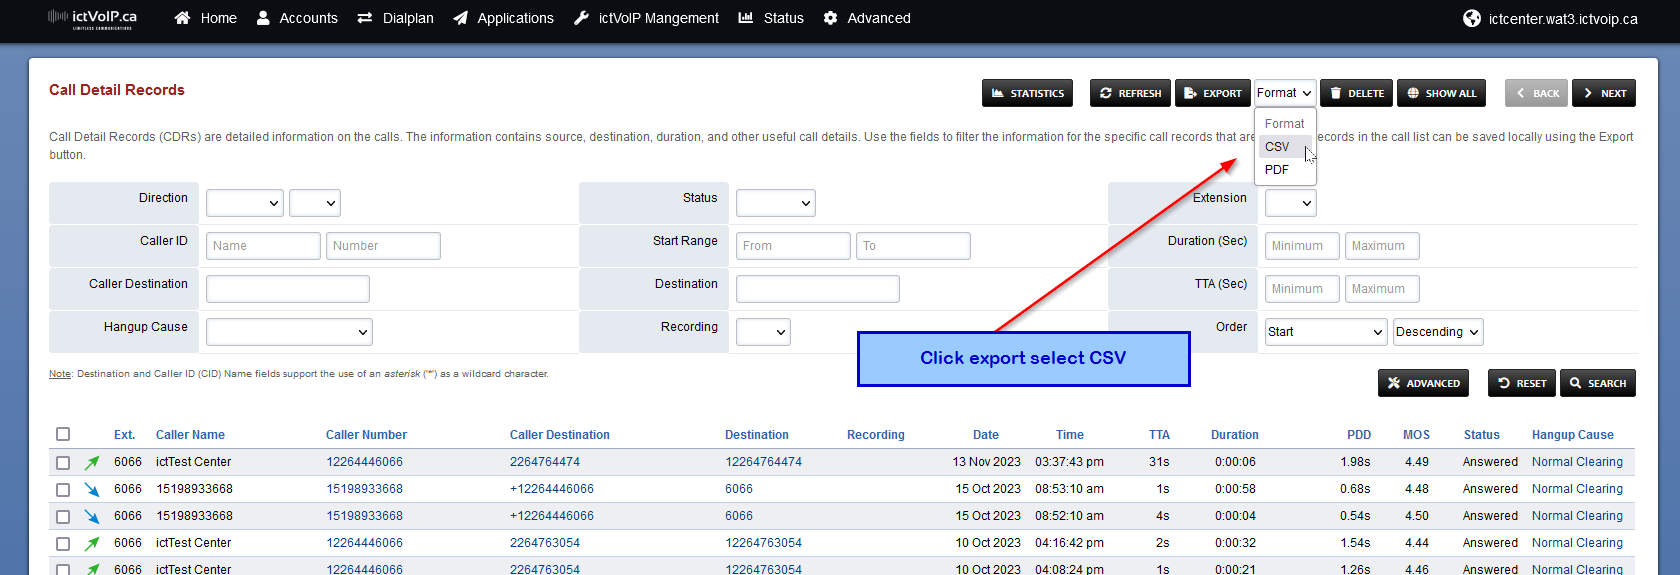 ictVoIP.ca
LIMITLESS COMMUNICATIONS
Home
Accounts
Dialplan
Applications
ictVoIP Mangement
Status
Advanced
ictcenter.wat3.ictvoip.ca
Call Detail Records
STATISTICS
REFRESH
EXPORT
Format
DELETE
SHOW ALL
BACK
NEXT
Format
CSV
PDF
Call Detail Records (CDRs) are detailed information on the calls. The information contains source, destination, duration, and other useful call details. Use the fields to filter the information for the specific call records that are ecords in the call list can be saved locally using the Export
button.
Direction
Status
Extension
Caller ID Name Number
Start Range From To
Duration (Sec) Minimum Maximum
Caller Destination
Destination
TTA (Sec) Minimum Maximum
Hangup Cause
Recording
Order Start Descending
Click export select CSV
Note: Destination and Caller ID (CID) Name fields support the use of an asterisk ('*') as a wildcard character.
ADVANCED
RESET
SEARCH
Ext. Caller Name Caller Number Caller Destination Destination Recording Date Time TTA Duration PDD MOS Status Hangup Cause
6066 ictTest Center 12264446066 2264764474 12264764474 13 Nov 2023 03:37:43 pm 31s 0:00:06 1.98s 4.49 Answered Normal Clearing
6066 15198933668 15198933668 +12264446066 6066 15 Oct 2023 08:53:10 am 1s 0:00:58 0.68s 4.48 Answered Normal Clearing
6066 15198933668 15198933668 +12264446066 6066 15 Oct 2023 08:52:10 am 4s 0:00:04 0.54s 4.50 Answered Normal Clearing
6066 ictTest Center 12264446066 2264763054 12264763054 10 Oct 2023 04:16:42 pm 2s 0:00:32 1.54s 4.44 Answered Normal Clearing
6066 ictTest Center 12264446066 2264763054 12264763054 10 Oct 2023 04:08:24 pm 1s 0:00:21 1.26s 4.46 Answered Normal Clearing